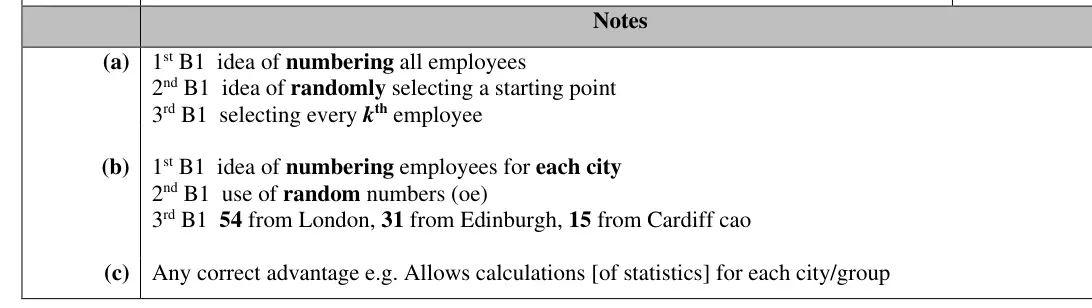 Notes
(a) 1st B1 idea of numbering all employees
2nd B1 idea of randomly selecting a starting point
3rd B1 selecting every kth employee
(b) 1st B1 idea of numbering employees for each city
2nd B1 use of random numbers (oe)
3rd B1 54 from London, 31 from Edinburgh, 15 from Cardiff cao
(c) Any correct advantage e.g. Allows calculations [of statistics] for each city/group